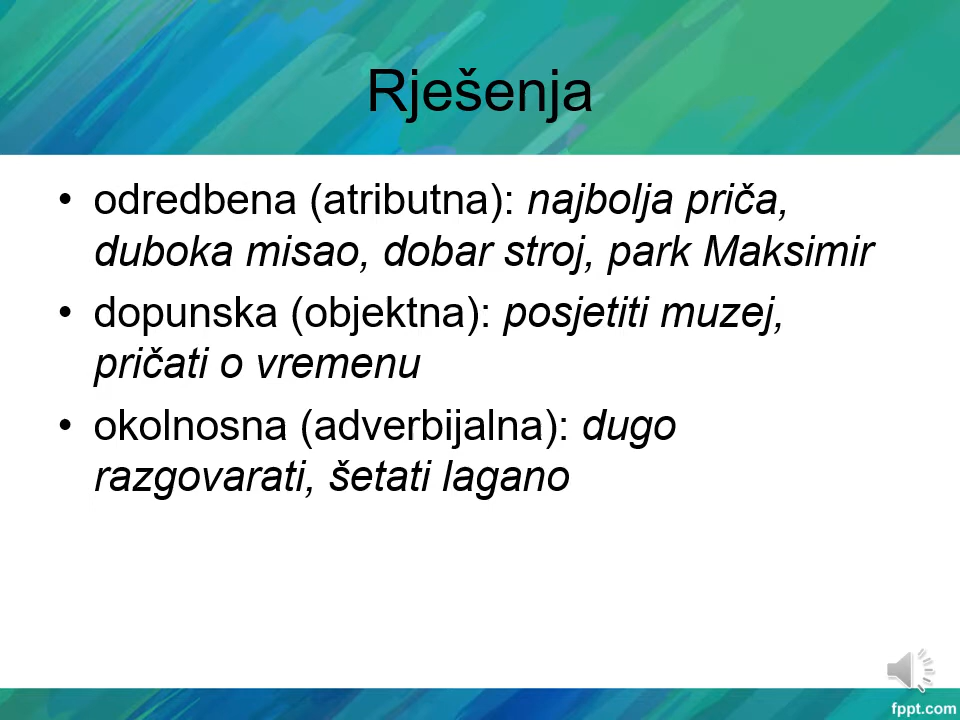 Rješenja
• odredbena (atributna): najbolja priča,
duboka misao, dobar stroj, park Maksimir
• dopunska (objektna): posjetiti muzej,
pričati o vremenu
• okolnosna (adverbijalna): dugo
razgovarati, šetati lagano
fppt.com